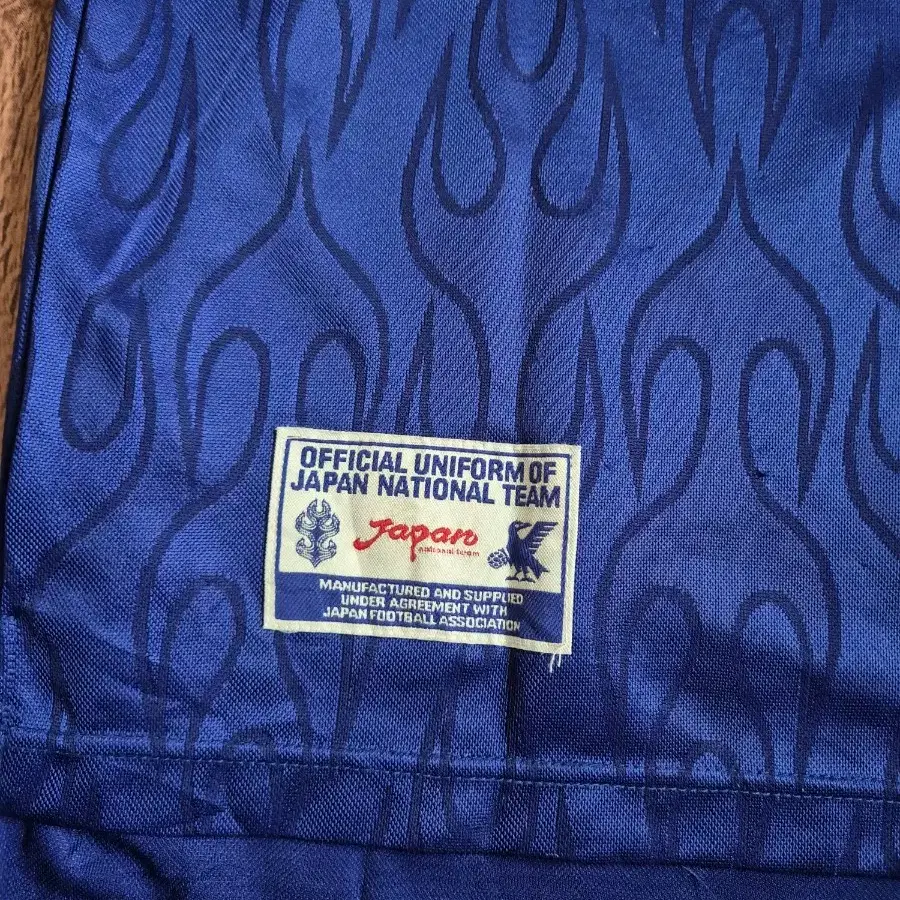 OFFICIAL UNIFORM OF
JAPAN NATIONAL TEAM
Japan
national team
MANUFACTURED AND SUPPLIED
UNDER AGREEMENT WITH
JAPAN FOOTBALL ASSOCIATION